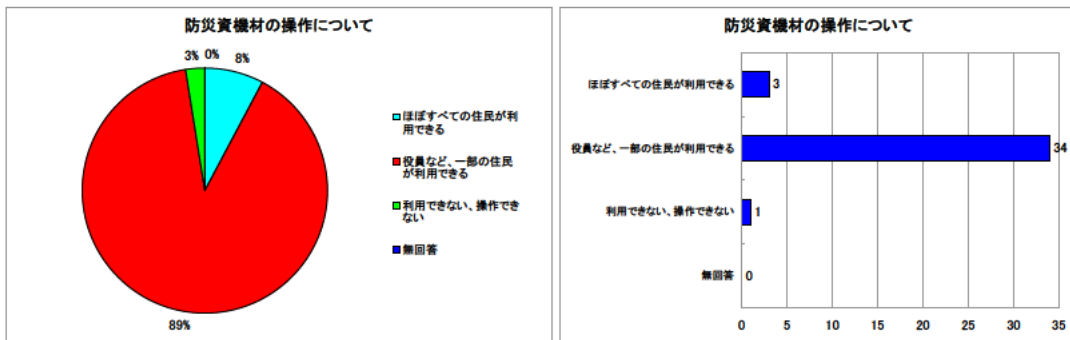 防災資機材の操作について
3%
0%
8%
89%
ほぼすべての住民が利
用できる
役員など、一部の住民
が利用できる
利用できない、操作でき
ない
無回答
防災資機材の操作について
ほぼすべての住民が利用できる
3
役員など、一部の住民が利用できる
34
利用できない、操作できない
1
無回答
0
0 5 10 15 20 25 30 35